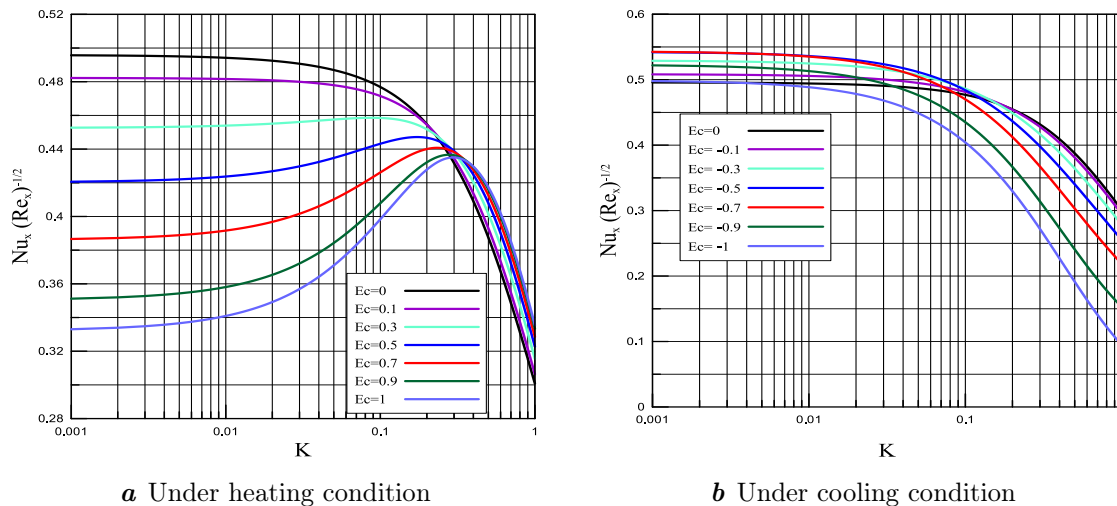 0.52
0.48
0.44
0.4
0.36
0.32
0.28
Nu_x (Re_x)^-1/2
Ec=0
Ec=0.1
Ec=0.3
Ec=0.5
Ec=0.7
Ec=0.9
Ec=1
0.001 0.01 0.1 1
K
a Under heating condition
0.6
0.5
0.4
0.3
0.2
0.1
0
Nu_x (Re_x)^-1/2
Ec=0
Ec= -0.1
Ec= -0.3
Ec= -0.5
Ec= -0.7
Ec= -0.9
Ec= -1
0.001 0.01 0.1
K
b Under cooling condition